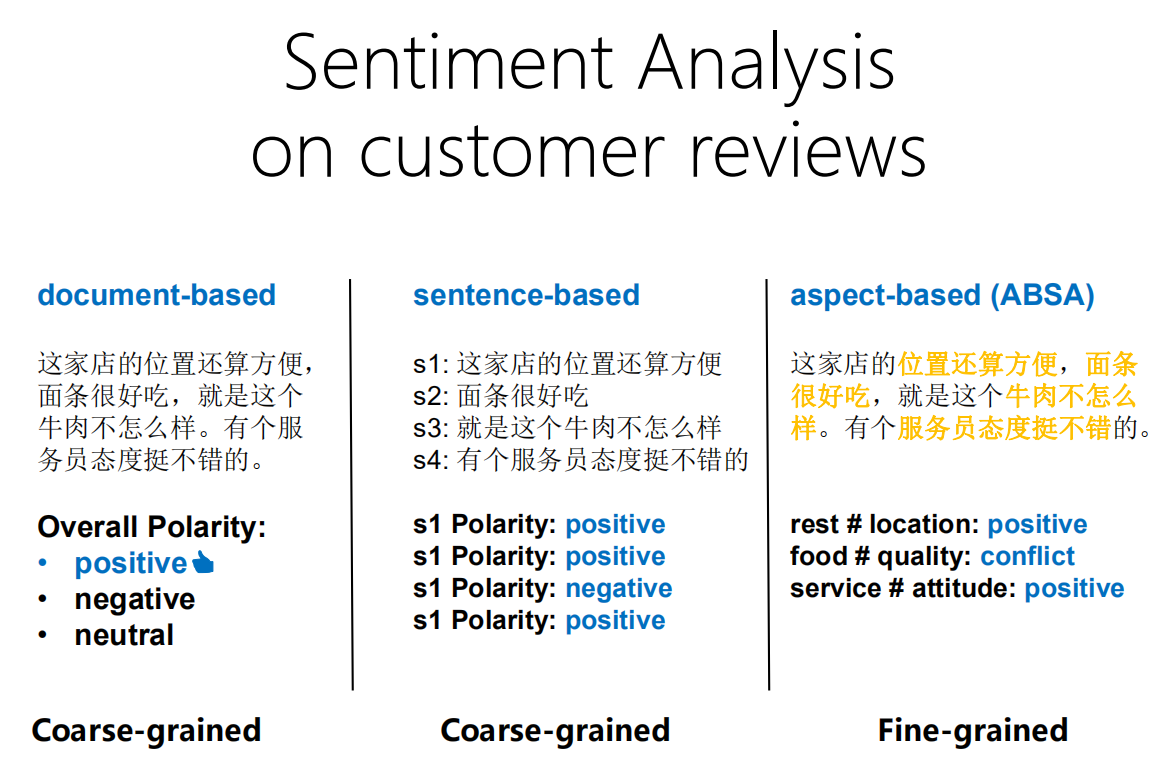 Sentiment Analysis
on customer reviews
document-based
这家店的位置还算方便，
面条很好吃，就是这个
牛肉不怎么样。有个服
务员态度挺不错的。
Overall Polarity:
• positive
• negative
• neutral
Coarse-grained
sentence-based
s1: 这家店的位置还算方便
s2: 面条很好吃
s3: 就是这个牛肉不怎么样
s4: 有个服务员态度挺不错的
s1 Polarity: positive
s1 Polarity: positive
s1 Polarity: negative
s1 Polarity: positive
Coarse-grained
aspect-based (ABSA)
这家店的位置还算方便，面条
很好吃，就是这个牛肉不怎么
样。有个服务员态度挺不错的。
rest # location: positive
food # quality: conflict
service # attitude: positive
Fine-grained